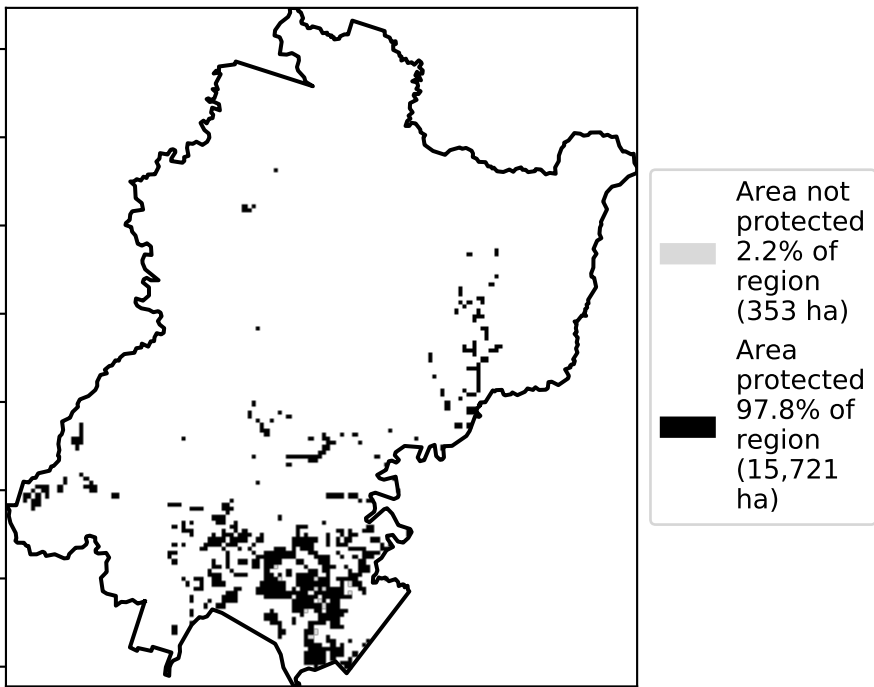 Area not
protected
2.2% of
region
(353 ha)
Area
protected
97.8% of
region
(15,721
ha)